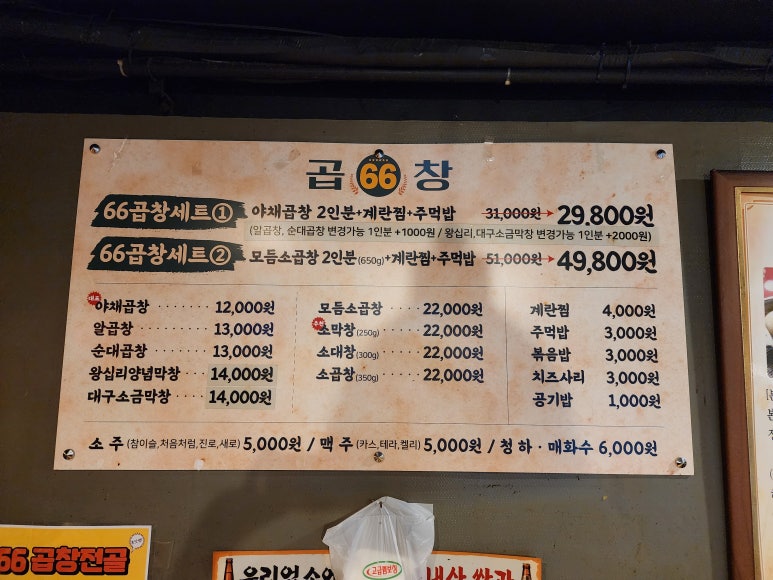 곱 66 창
66곱창세트① 야채곱창 2인분+계란찜+주먹밥 31,000원 → 29,800원
(알곱창, 순대곱창 변경가능 1인분 +1000원 / 왕십리,대구소금막창 변경가능 1인분 +2000원)
66곱창세트② 모듬소곱창 2인분(650g)+계란찜+주먹밥 51,000원 → 49,800원
대표 야채곱창 ······ 12,000원
알곱창 ········ 13,000원
순대곱창 ······ 13,000원
왕십리양념막창 ·· 14,000원
대구소금막창 ···· 14,000원
모듬소곱창 ···· 22,000원
소막창(250g) ···· 22,000원
소대창(300g) ···· 22,000원
소곱창(350g) ···· 22,000원
계란찜 4,000원
주먹밥 3,000원
볶음밥 3,000원
치즈사리 3,000원
공기밥 1,000원
소 주 (참이슬,처음처럼,진로,새로) 5,000원 / 맥 주 (카스,테라,켈리) 5,000원 / 청 하 · 매화수 6,000원
66 곱창전골